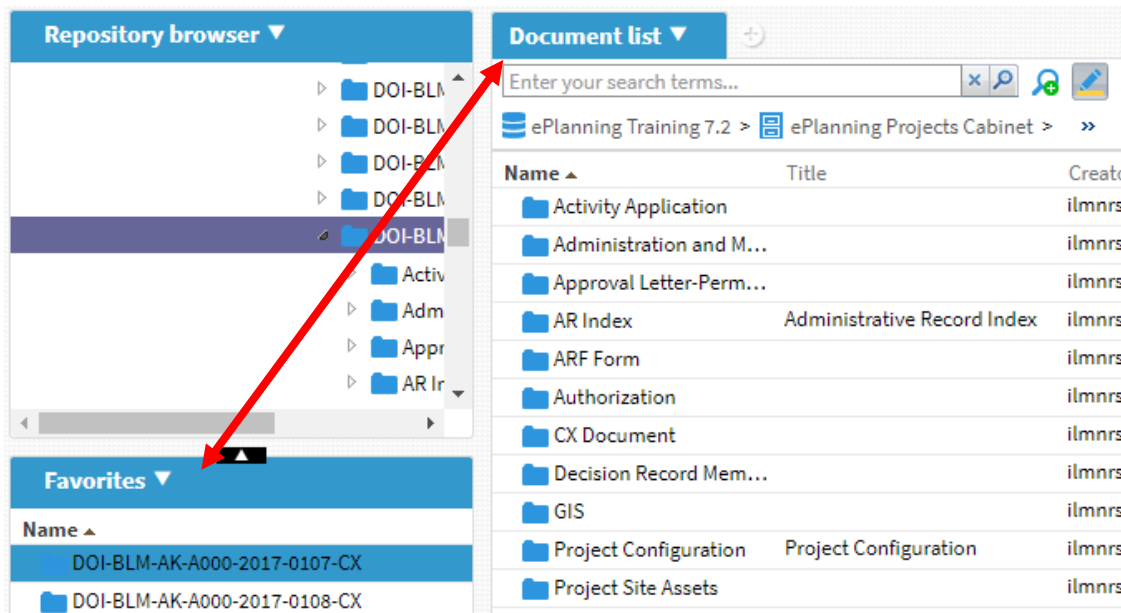 Repository browser
DOI-BLM
DOI-BLM
DOI-BLM
DOI-BLM
DOI-BLM
Activ
Adm
Appr
AR In
Favorites
Name
DOI-BLM-AK-A000-2017-0107-CX
DOI-BLM-AK-A000-2017-0108-CX
Document list
Enter your search terms...
ePlanning Training 7.2 > ePlanning Projects Cabinet > »
Name Title Creato
Activity Application ilmnrs
Administration and M... ilmnrs
Approval Letter-Perm... ilmnrs
AR Index Administrative Record Index ilmnrs
ARF Form ilmnrs
Authorization ilmnrs
CX Document ilmnrs
Decision Record Mem... ilmnrs
GIS ilmnrs
Project Configuration Project Configuration ilmnrs
Project Site Assets ilmnrs